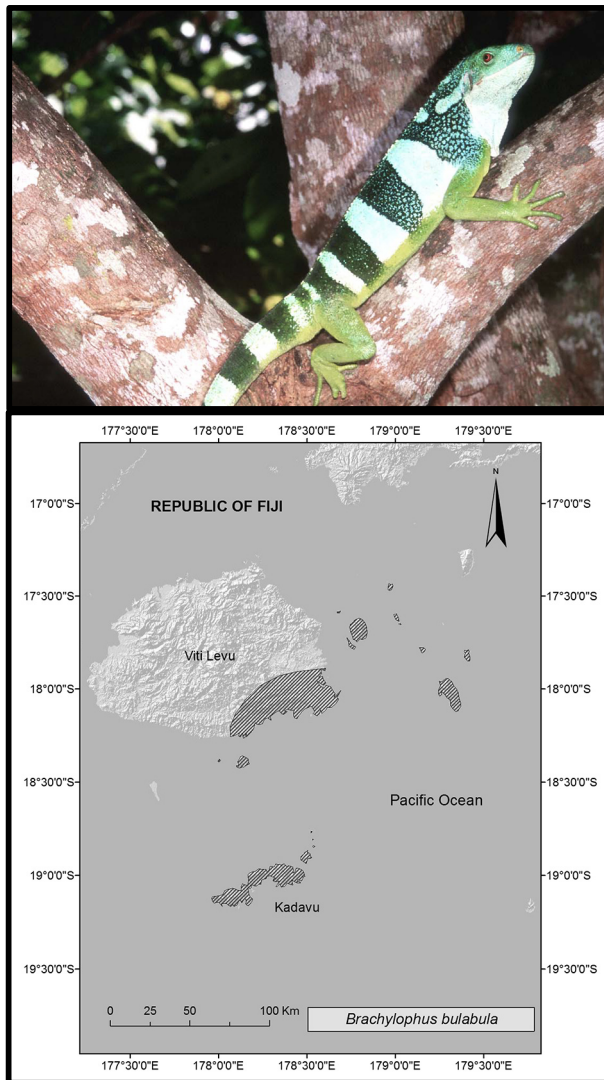 177°30'0"E 178°0'0"E 178°30'0"E 179°0'0"E 179°30'0"E
N
17°0'0"S 17°0'0"S
REPUBLIC OF FIJI
17°30'0"S 17°30'0"S
Viti Levu
18°0'0"S 18°0'0"S
18°30'0"S 18°30'0"S
Pacific Ocean
19°0'0"S 19°0'0"S
Kadavu
19°30'0"S 19°30'0"S
0 50 100 Km
Brachylophus bulabula
177°30'0"E 178°0'0"E 178°30'0"E 179°0'0"E 179°30'0"E